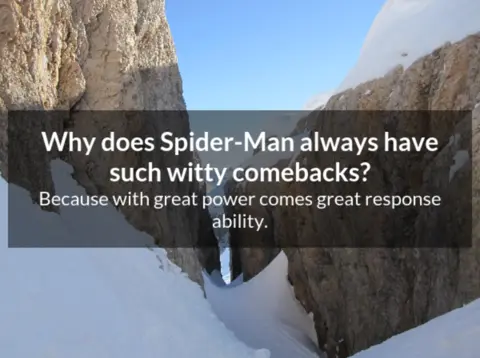 Why does Spider-Man always have
such witty comebacks?
Because with great power comes great response
ability.